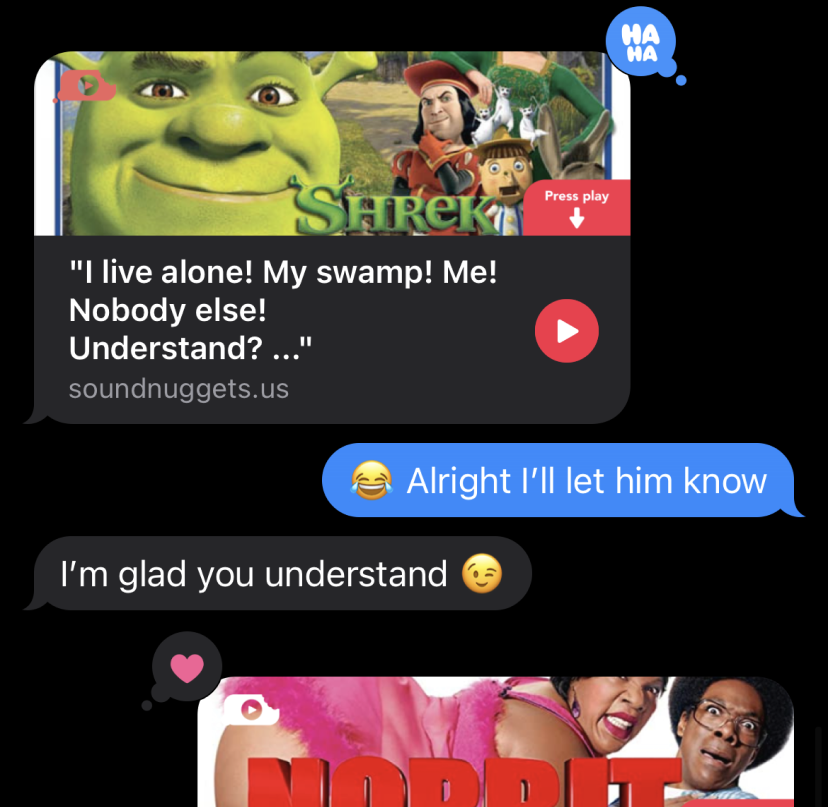 HA
HA
SHREK
Press play
"I live alone! My swamp! Me!
Nobody else!
Understand? ..."
soundnuggets.us
😂 Alright I’ll let him know
I’m glad you understand 😉
NORBIT